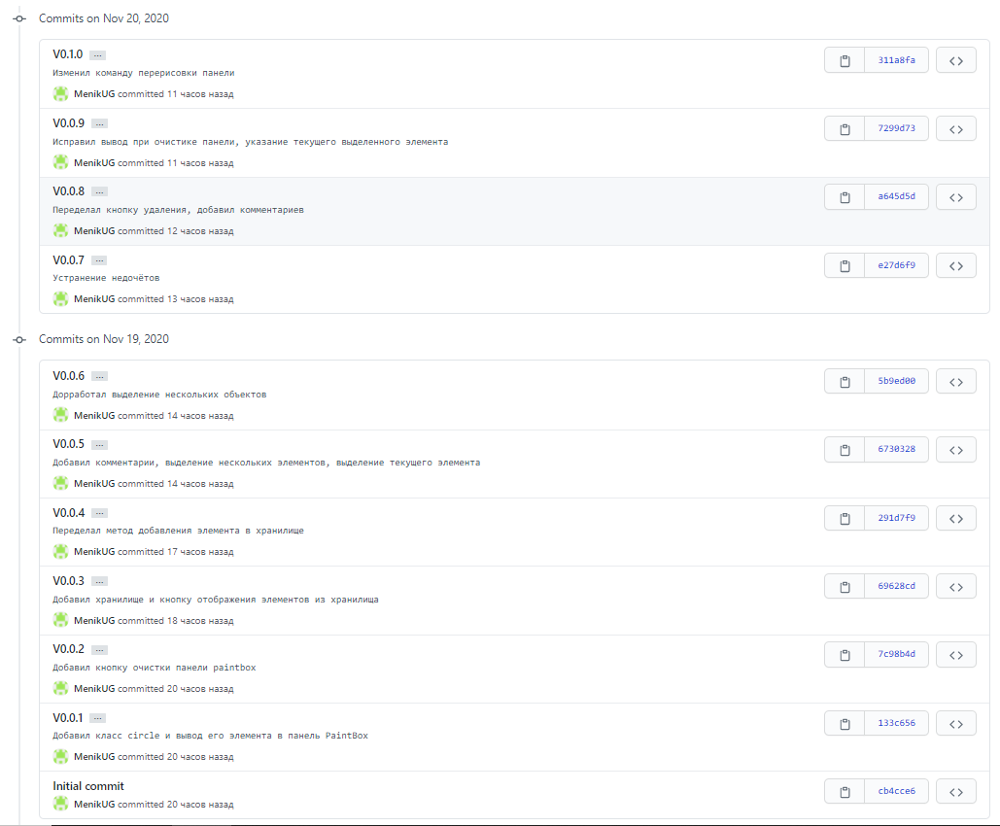 Commits on Nov 20, 2020
V0.1.0 ...
311a8fa
Изменил команду перерисовки панели
MenikUG committed 11 часов назад
V0.0.9 ...
7299d73
Исправил вывод при очистике панели, указание текущего выделенного элемента
MenikUG committed 11 часов назад
V0.0.8 ...
a645d5d
Переделал кнопку удаления, добавил комментариев
MenikUG committed 12 часов назад
V0.0.7 ...
e27d6f9
Устранение недочётов
MenikUG committed 13 часов назад
Commits on Nov 19, 2020
V0.0.6 ...
5b9ed00
Дорработал выделение нескольких объектов
MenikUG committed 14 часов назад
V0.0.5 ...
6730328
Добавил комментарии, выделение нескольких элементов, выделение текущего элемента
MenikUG committed 14 часов назад
V0.0.4 ...
291d7f9
Переделал метод добавления элемента в хранилище
MenikUG committed 17 часов назад
V0.0.3 ...
69628cd
Добавил хранилище и кнопку отображения элементов из хранилища
MenikUG committed 18 часов назад
V0.0.2 ...
7c98b4d
Добавил кнопку очистки панели paintbox
MenikUG committed 20 часов назад
V0.0.1 ...
133c656
Добавил класс circle и вывод его элемента в панель PaintBox
MenikUG committed 20 часов назад
Initial commit
cb4cce6
MenikUG committed 20 часов назад